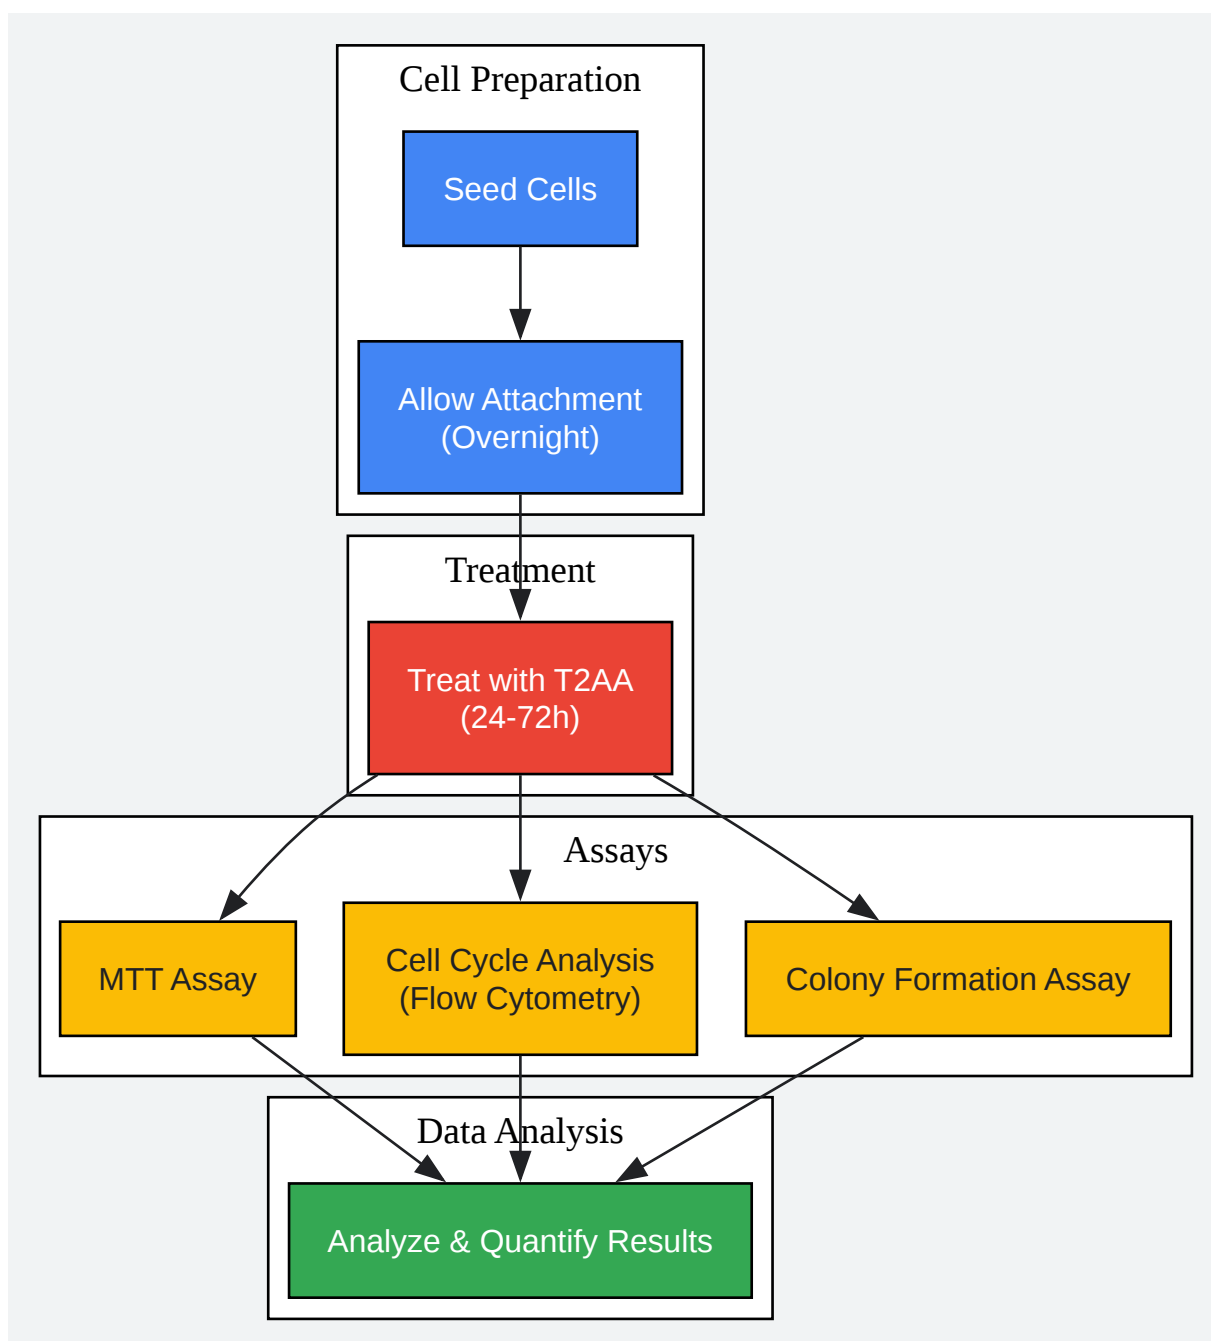 Cell Preparation
Seed Cells
Allow Attachment
(Overnight)
Treatment
Treat with T2AA
(24-72h)
Assays
MTT Assay
Cell Cycle Analysis
(Flow Cytometry)
Colony Formation Assay
Data Analysis
Analyze & Quantify Results